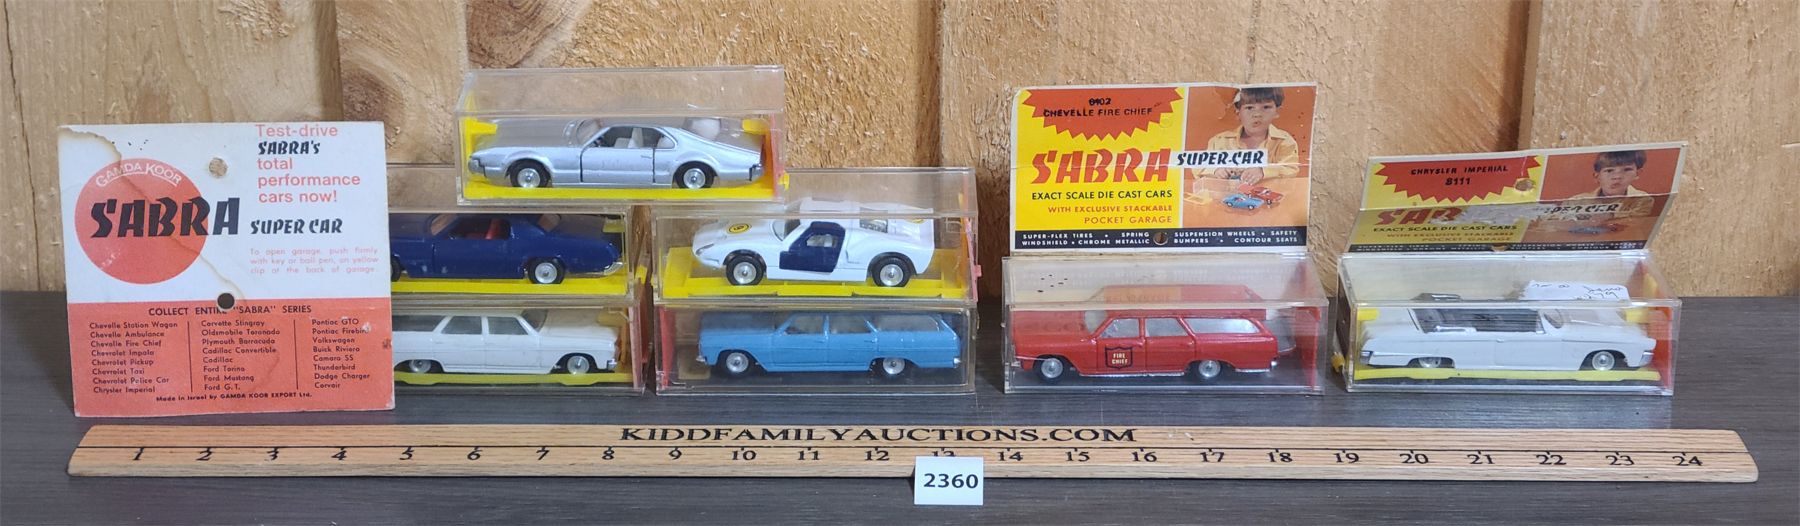 GAMDA KOOR
SABRA
SUPER CAR
Test-drive
SABRA's
total
performance
cars now!
To open garage, push firmly
with key or ball pen, on yellow
clip at the back of garage.
COLLECT ENTIRE "SABRA" SERIES
Chevelle Station Wagon
Chevelle Ambulance
Chevelle Fire Chief
Chevrolet Impala
Chevrolet Pickup
Chevrolet Taxi
Chevrolet Police Car
Chrysler Imperial
Corvette Stingray
Oldsmobile Toronado
Plymouth Barracuda
Cadillac Convertible
Cadillac
Ford Torino
Ford Mustang
Ford G.T.
Pontiac GTO
Pontiac Firebird
Volkswagen
Buick Riviera
Camaro SS
Thunderbird
Dodge Charger
Corvair
Made in Israel by GAMDA KOOR EXPORT Ltd.
8102
CHEVELLE FIRE CHIEF
SABRA SUPER-CAR
EXACT SCALE DIE CAST CARS
WITH EXCLUSIVE STACKABLE
POCKET GARAGE
SUPER-FLEX TIRES • SPRING SUSPENSION WHEELS • SAFETY
WINDSHIELD • CHROME METALLIC BUMPERS • CONTOUR SEATS
FIRE
CHIEF
CHRYSLER IMPERIAL
8111
SABRA SUPER-CAR
EXACT SCALE DIE CAST CARS
WITH EXCLUSIVE STACKABLE
POCKET GARAGE
KIDDFAMILYAUCTIONS.COM
1 2 3 4 5 6 7 8 9 10 11 12 13 14 15 16 17 18 19 20 21 22 23 24
2360